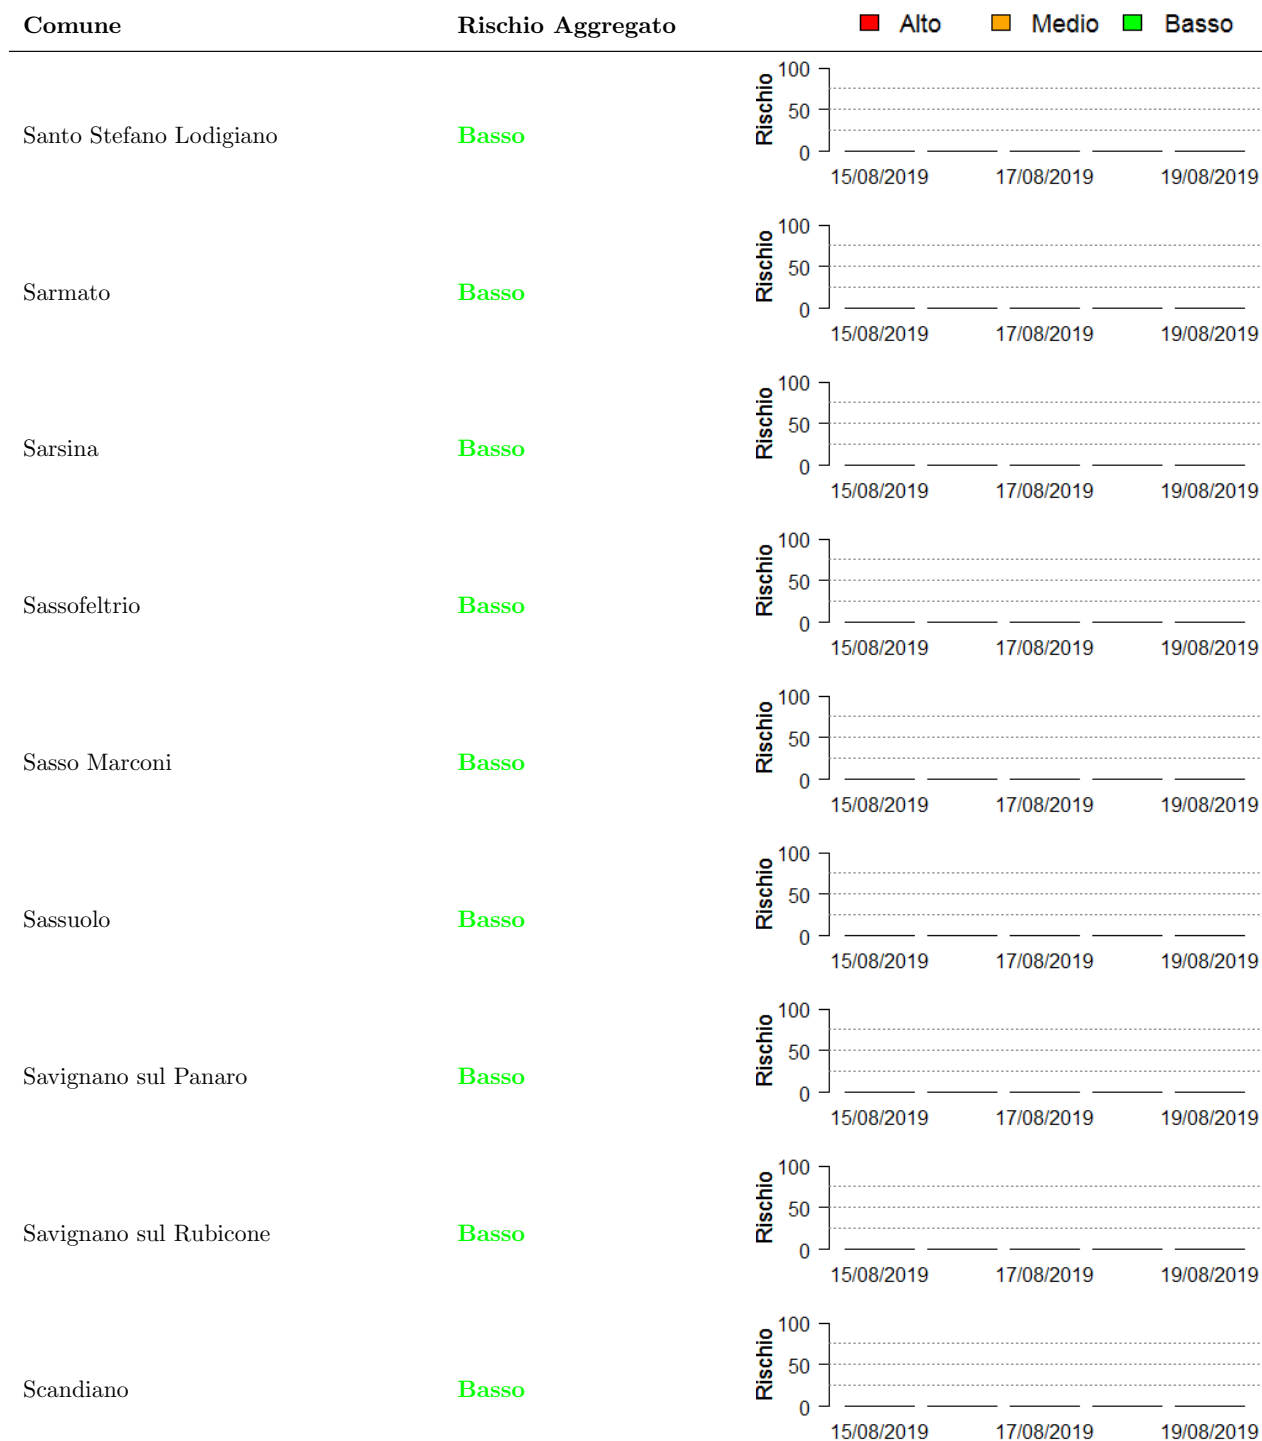 Comune Rischio Aggregato Alto Medio Basso
100
50
0
Rischio
Santo Stefano Lodigiano Basso
15/08/2019 17/08/2019 19/08/2019
100
50
0
Rischio
Sarmato Basso
15/08/2019 17/08/2019 19/08/2019
100
50
0
Rischio
Sarsina Basso
15/08/2019 17/08/2019 19/08/2019
100
50
0
Rischio
Sassofeltrio Basso
15/08/2019 17/08/2019 19/08/2019
100
50
0
Rischio
Sasso Marconi Basso
15/08/2019 17/08/2019 19/08/2019
100
50
0
Rischio
Sassuolo Basso
15/08/2019 17/08/2019 19/08/2019
100
50
0
Rischio
Savignano sul Panaro Basso
15/08/2019 17/08/2019 19/08/2019
100
50
0
Rischio
Savignano sul Rubicone Basso
15/08/2019 17/08/2019 19/08/2019
100
50
0
Rischio
Scandiano Basso
15/08/2019 17/08/2019 19/08/2019